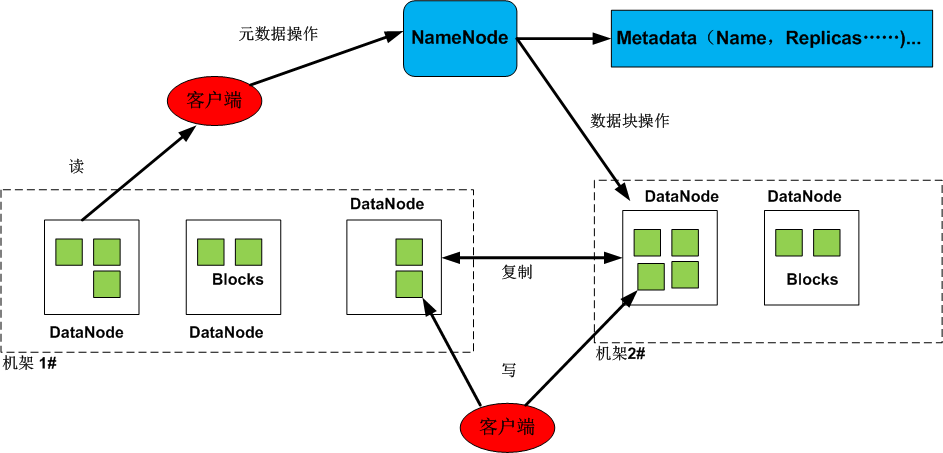 元数据操作
NameNode
Metadata（Name，Replicas……)...
客户端
数据块操作
读
DataNode
DataNode
DataNode
Blocks
复制
Blocks
DataNode
DataNode
机架 1#
机架2#
写
客户端